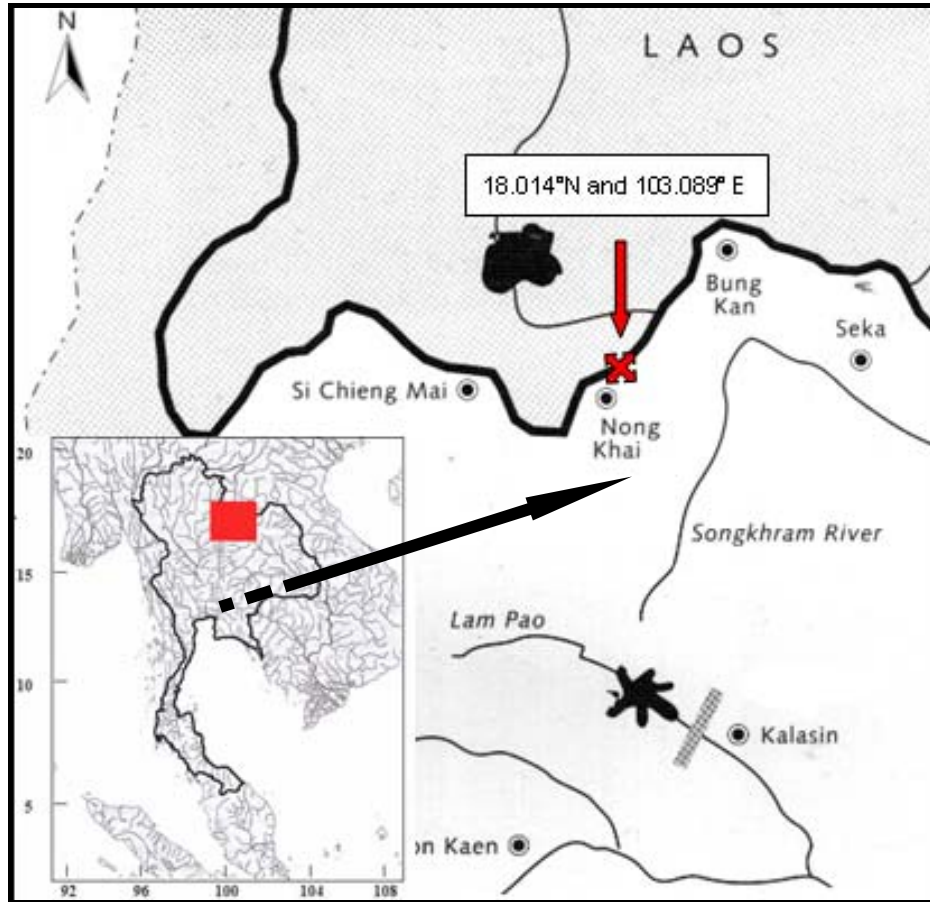 N
LAOS
18.014°N and 103.089° E
Bung
Kan
Seka
Si Chieng Mai
Nong
Khai
Songkhram River
Lam Pao
Kalasin
on Kaen
20
15
10
5
92 96 100 104 108